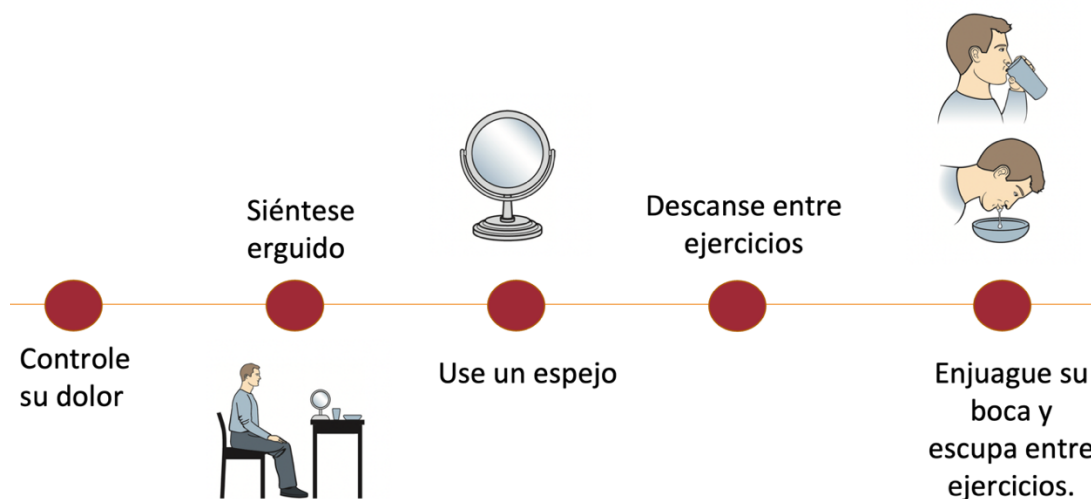 Controle
su dolor
Siéntese
erguido
Use un espejo
Descanse entre
ejercicios
Enjuague su
boca y
escupa entre
ejercicios.